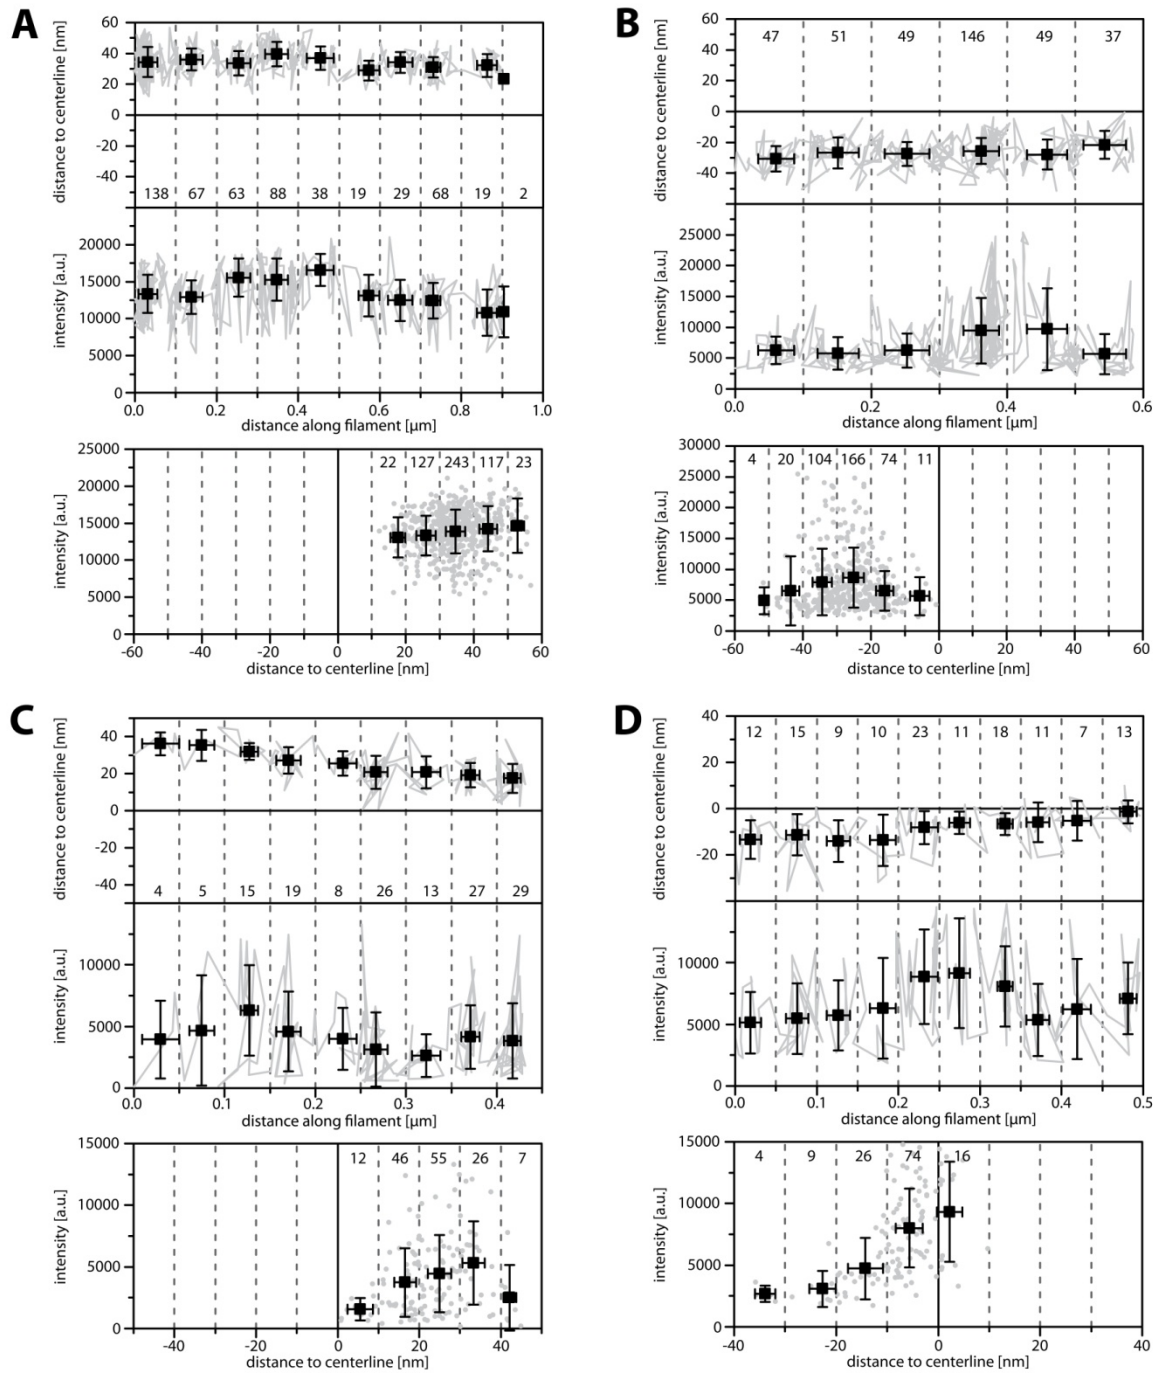 A
distance to centerline [nm]
60
40
20
0
-20
-40
138 67 63 88 38 19 29 68 19 2
intensity [a.u.]
20000
15000
10000
5000
0
0.0 0.2 0.4 0.6 0.8 1.0
distance along filament [µm]
intensity [a.u.]
25000
20000
15000
10000
5000
0
22 127 243 117 23
-60 -40 -20 0 20 40 60
distance to centerline [nm]
B
distance to centerline [nm]
60
40
20
0
-20
-40
47 51 49 146 49 37
intensity [a.u.]
25000
20000
15000
10000
5000
0
0.0 0.2 0.4 0.6
distance along filament [µm]
intensity [a.u.]
30000
25000
20000
15000
10000
5000
0
4 20 104 166 74 11
-60 -40 -20 0 20 40 60
distance to centerline [nm]
C
distance to centerline [nm]
40
20
0
-20
-40
4 5 15 19 8 26 13 27 29
intensity [a.u.]
10000
5000
0
0.0 0.1 0.2 0.3 0.4
distance along filament [µm]
intensity [a.u.]
15000
10000
5000
0
12 46 55 26 7
-40 -20 0 20 40
distance to centerline [nm]
D
distance to centerline [nm]
40
20
0
-20
12 15 9 10 23 11 18 11 7 13
intensity [a.u.]
10000
5000
0
0.0 0.1 0.2 0.3 0.4 0.5
distance along filament [µm]
intensity [a.u.]
15000
10000
5000
0
4 9 26 74 16
-40 -20 0 20 40
distance to centerline [nm]